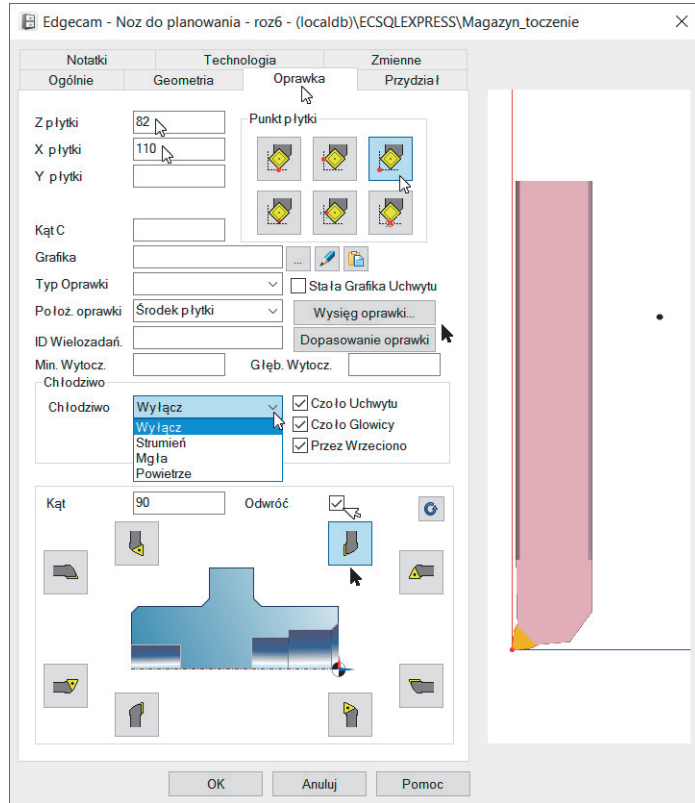 Edgecam - Noz do planowania - roz6 - (localdb)\ECSQLEXPRESS\Magazyn_toczenie
Notatki Technologia Zmienne
Ogólnie Geometria Oprawka Przydział
Z płytki 82 Punkt płytki
X płytki 110
Y płytki
Kąt C
Grafika ...
Typ Oprawki Stała Grafika Uchwytu
Położ. oprawki Środek płytki Wysięg oprawki...
ID Wielozadań. Dopasowanie oprawki
Min. Wytocz. Głęb. Wytocz.
Chłodziwo
Chłodziwo Wyłącz Czoło Uchwytu
Wyłącz Czoło Glowicy
Strumień Przez Wrzeciono
Mgła
Powietrze
Kąt 90 Odwróć
OK Anuluj Pomoc